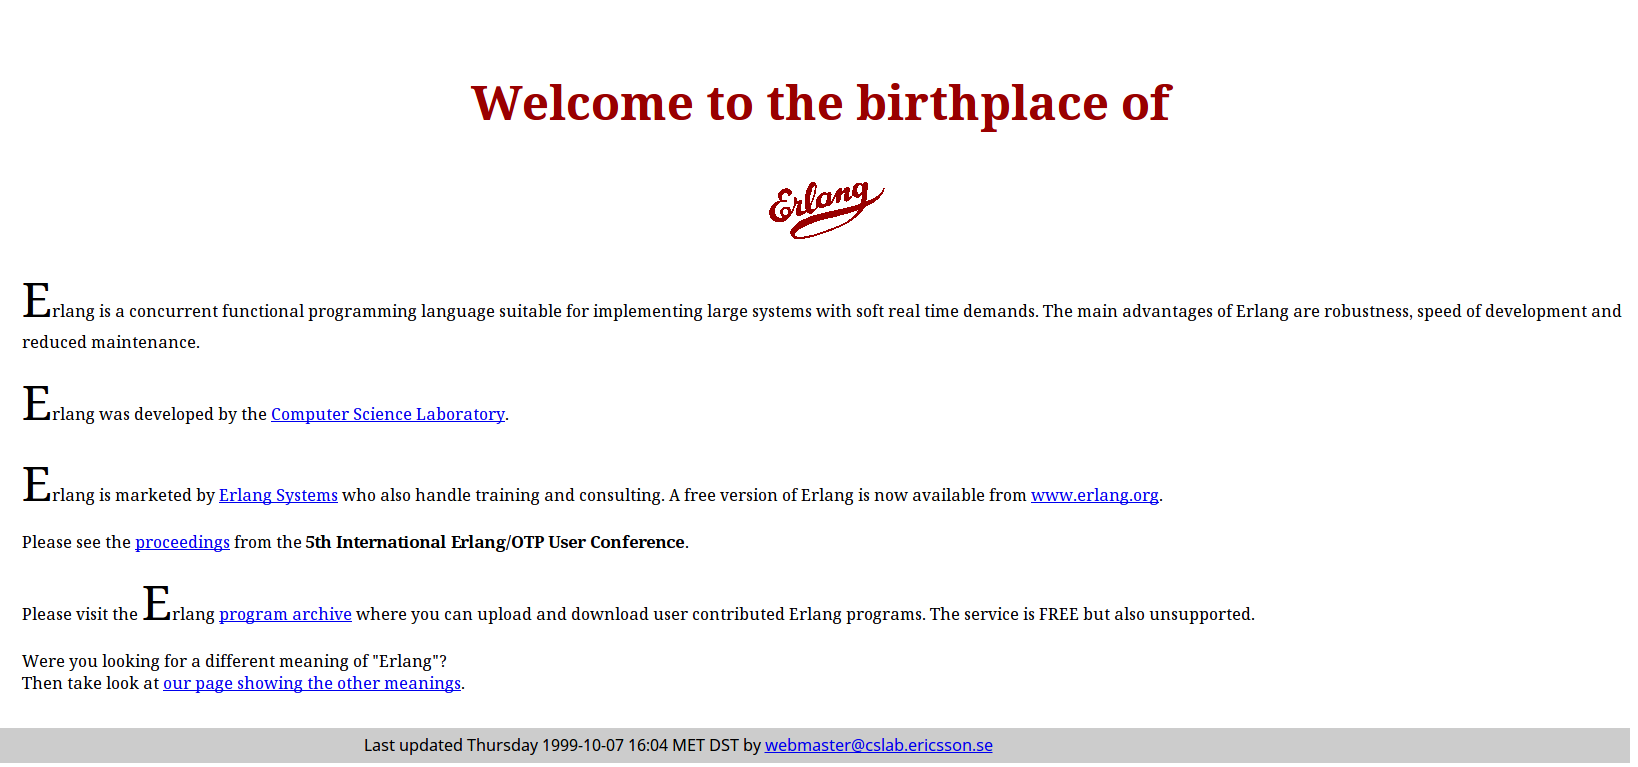 Welcome to the birthplace of
Erlang
Erlang is a concurrent functional programming language suitable for implementing large systems with soft real time demands. The main advantages of Erlang are robustness, speed of development and
reduced maintenance.
Erlang was developed by the Computer Science Laboratory.
Erlang is marketed by Erlang Systems who also handle training and consulting. A free version of Erlang is now available from www.erlang.org.
Please see the proceedings from the 5th International Erlang/OTP User Conference.
Please visit the Erlang program archive where you can upload and download user contributed Erlang programs. The service is FREE but also unsupported.
Were you looking for a different meaning of "Erlang"?
Then take look at our page showing the other meanings.
Last updated Thursday 1999-10-07 16:04 MET DST by webmaster@cslab.ericsson.se